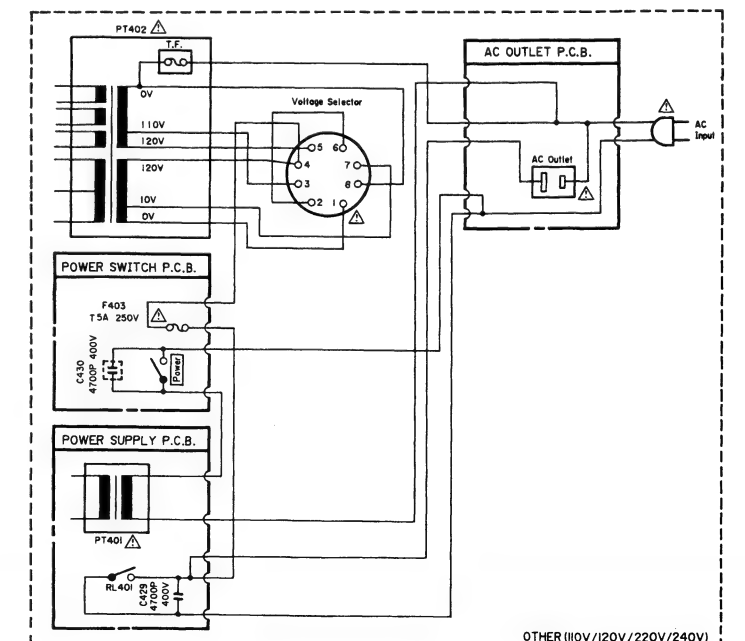 PT402
T.F.
0V
110V
120V
120V
10V
0V
Voltage Selector
5 6
4 7
3 8
2 1
AC OUTLET P.C.B.
AC Outlet
AC
Input
POWER SWITCH P.C.B.
F403
T5A 250V
C430
4700P 400V
Power
POWER SUPPLY P.C.B.
PT401
RL401
C429
4700P
400V
OTHER (110V/120V/220V/240V)